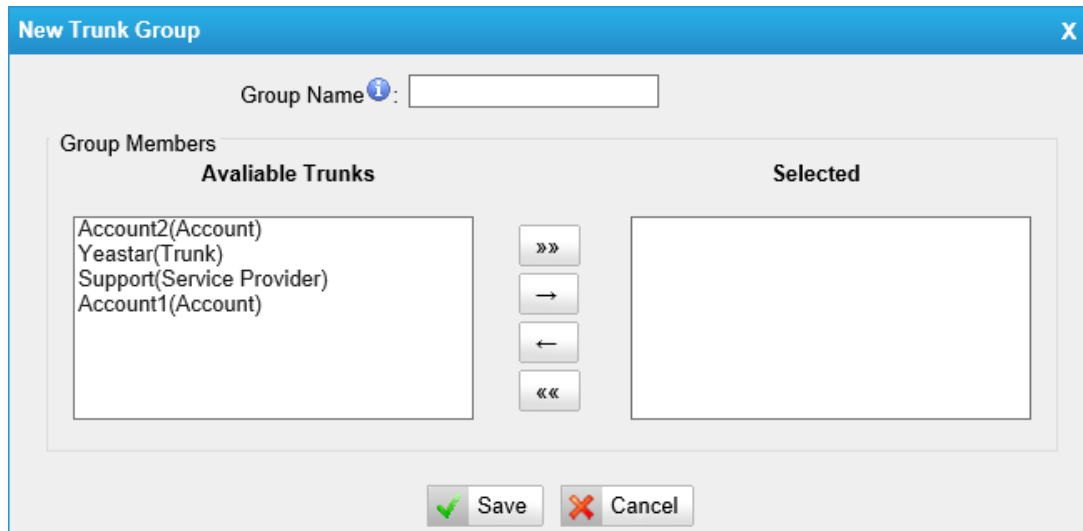 New Trunk Group X
Group Name i :
Group Members
Avaliable Trunks Selected
Account2(Account)
Yeastar(Trunk)
Support(Service Provider)
Account1(Account)
»»
→
←
««
Save Cancel